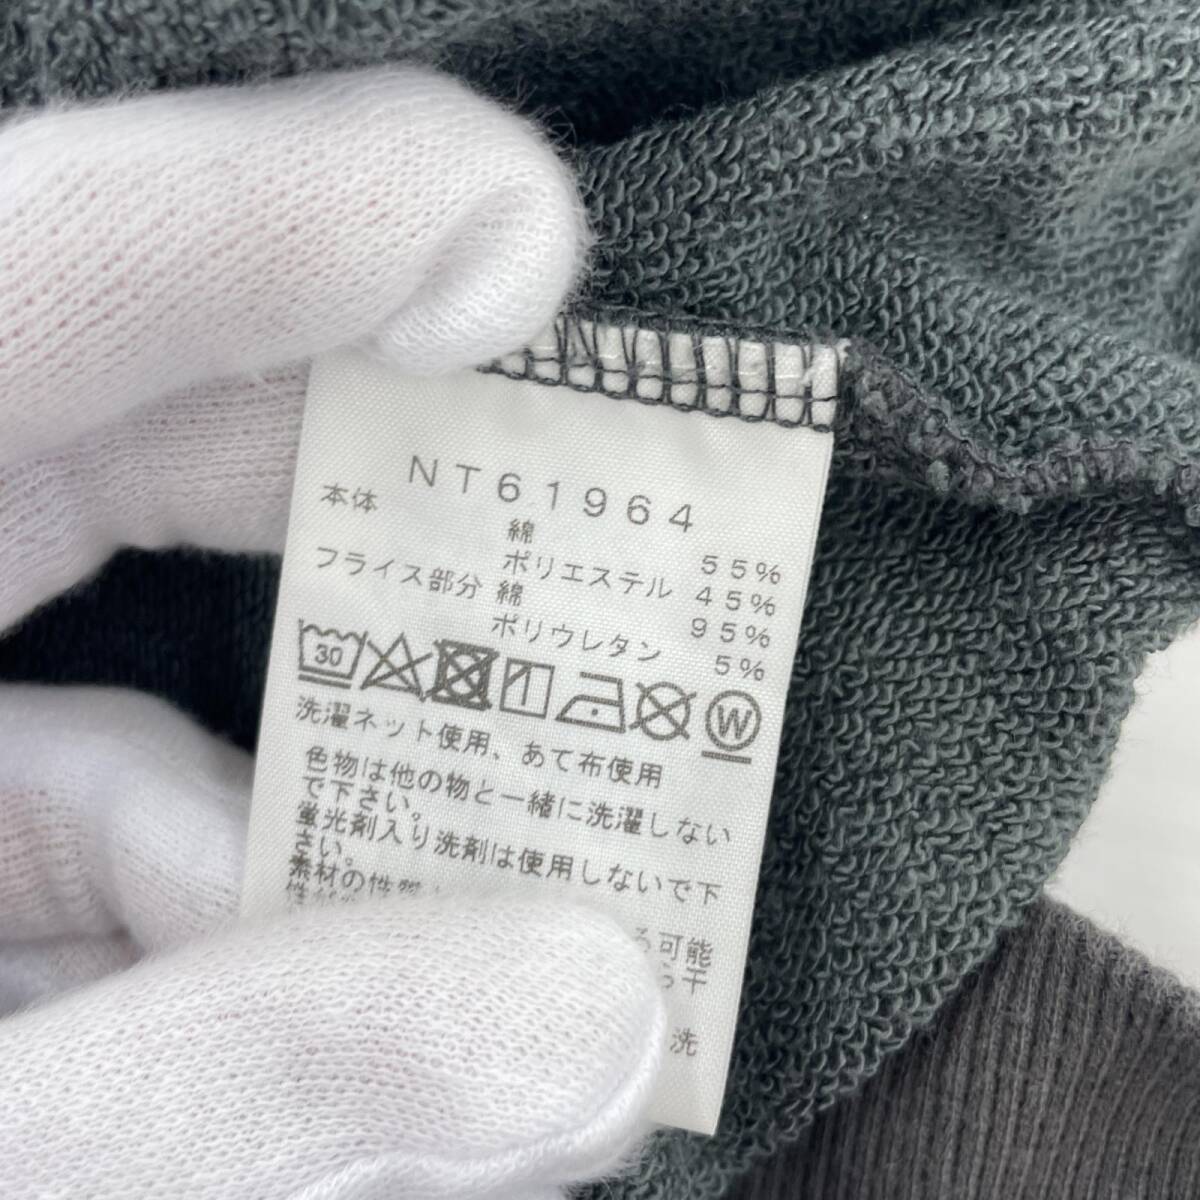 NT61964
本体 綿 55%
ポリエステル 45%
フライス部分 綿 95%
ポリウレタン 5%
30 W
洗濯ネット使用、あて布使用
色物は他の物と一緒に洗濯しない
で下さい。
蛍光剤入り洗剤は使用しないで下
さい。
素材の性質 る可能
性 ら干
洗